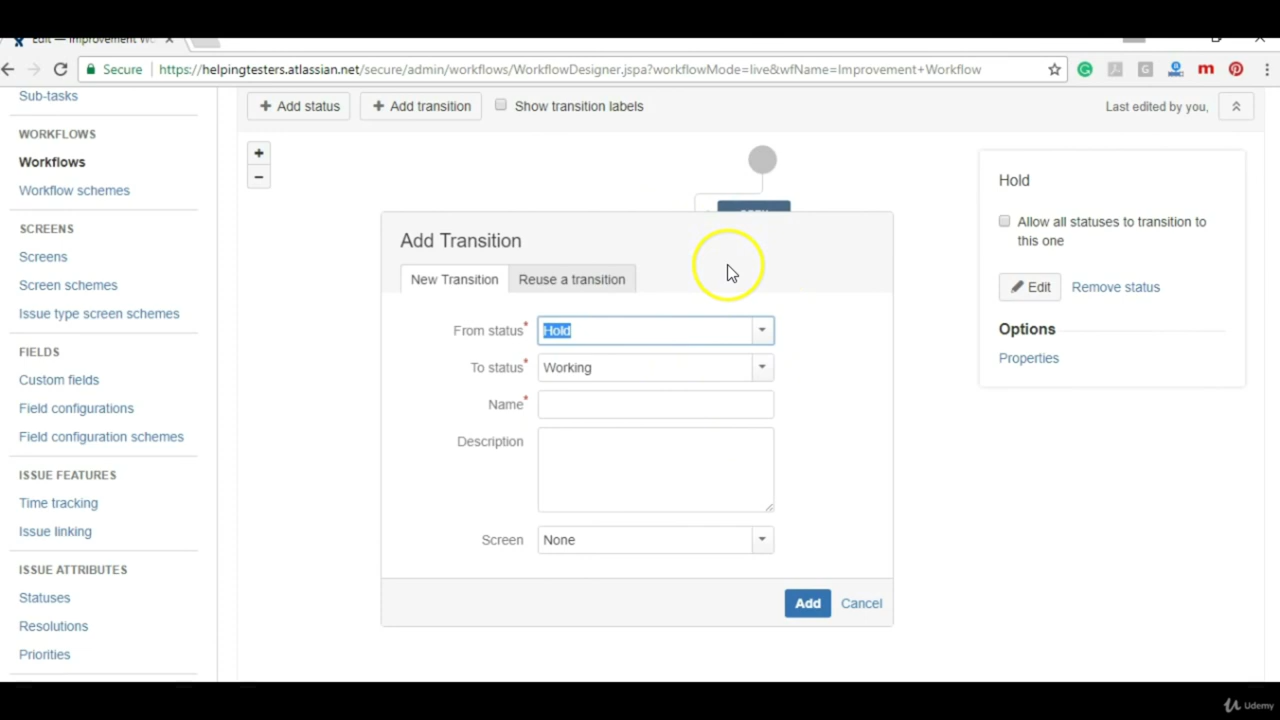 Secure
https://helpingtesters.atlassian.net/secure/admin/workflows/WorkflowDesigner.jspa?workflowMode=live&wfName=Improvement+Workflow
Sub-tasks
WORKFLOWS
Workflows
Workflow schemes
SCREENS
Screens
Screen schemes
Issue type screen schemes
FIELDS
Custom fields
Field configurations
Field configuration schemes
ISSUE FEATURES
Time tracking
Issue linking
ISSUE ATTRIBUTES
Statuses
Resolutions
Priorities
+ Add status
+ Add transition
Show transition labels
Last edited by you,
+
−
Add Transition
New Transition
Reuse a transition
From status*
Hold
To status*
Working
Name*
Description
Screen
None
Add
Cancel
Hold
Allow all statuses to transition to
this one
Edit
Remove status
Options
Properties
Udemy